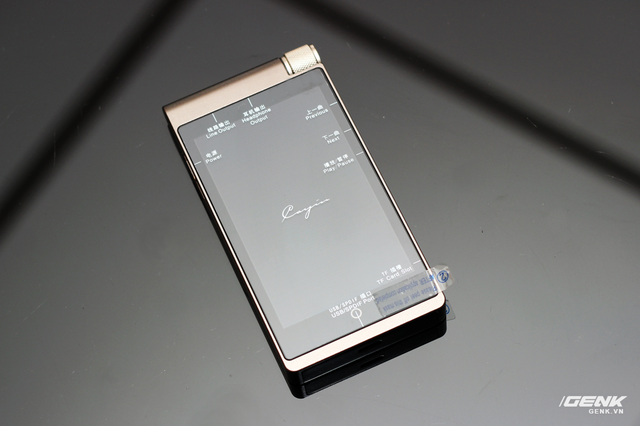 線路輸出
Line Output
耳机輸出
Headphone
Output
上一曲
Previous
下一曲
Next
電源
Power
播放/暫停
Play Pause
Cayin
TF 插槽
TF Card Slot
USB/SPDIF 接口
USB/SPDIF Port
GENK
GENK.VN